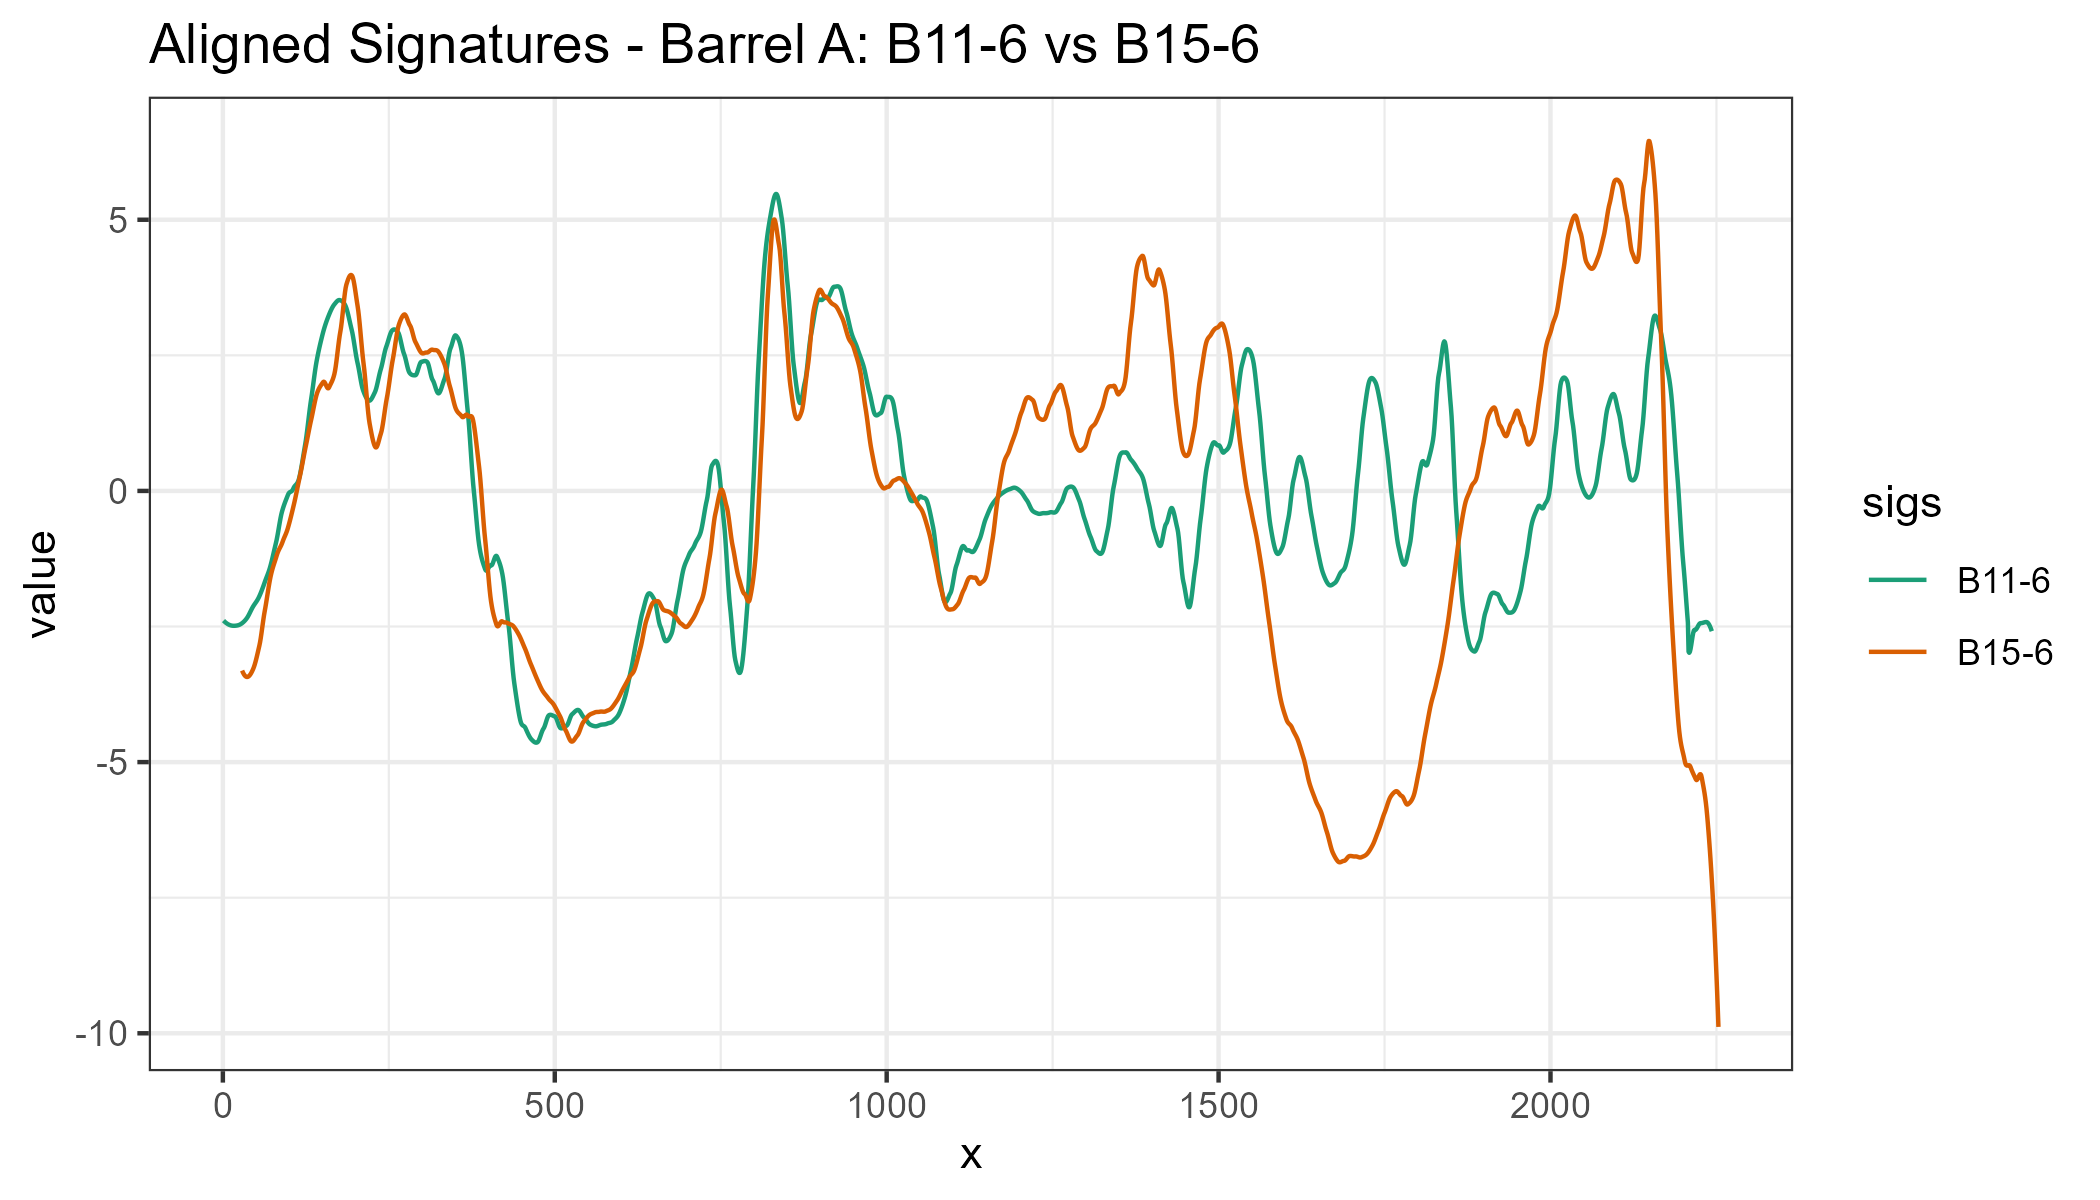 Aligned Signatures - Barrel A: B11-6 vs B15-6
value
5
0
-5
-10
0 500 1000 1500 2000
x
sigs
B11-6
B15-6